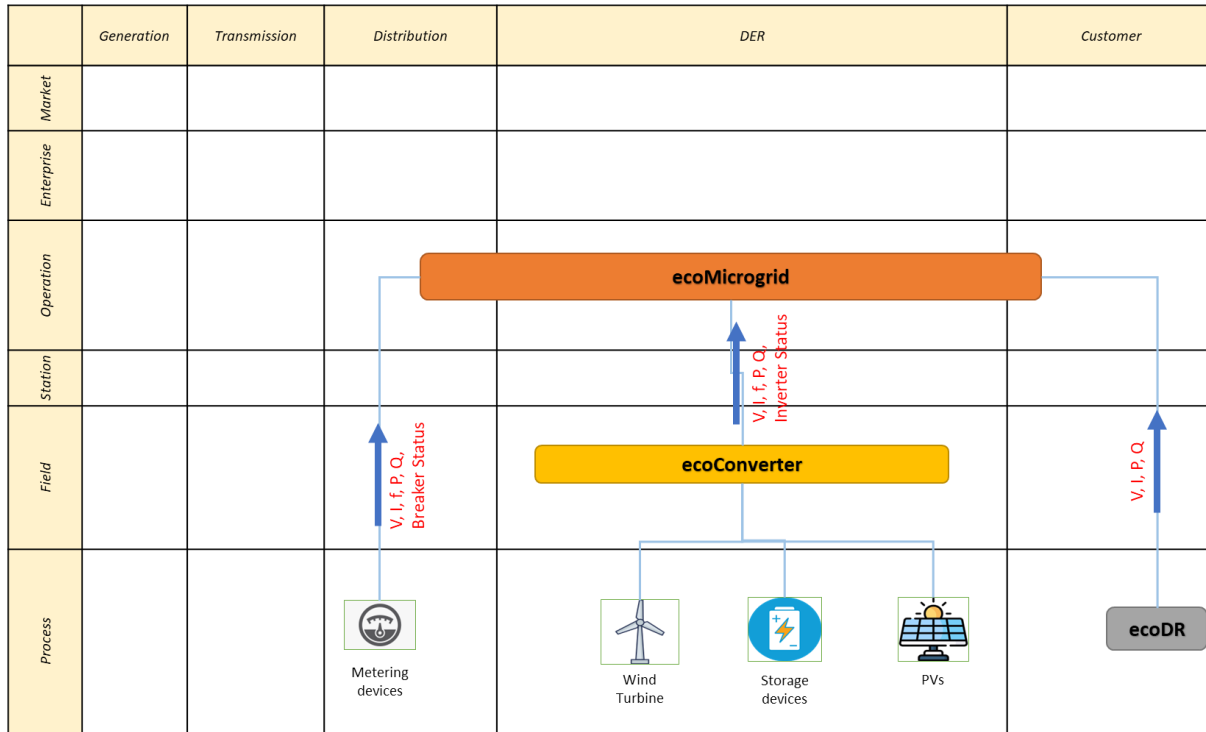 Generation
Transmission
Distribution
DER
Customer
Market
Enterprise
Operation
ecoMicrogrid
Station
V, I, f, P, Q,
Inverter Status
Field
V, I, f, P, Q,
Breaker Status
ecoConverter
V, I, P, Q
Process
Metering
devices
Wind
Turbine
Storage
devices
PVs
ecoDR